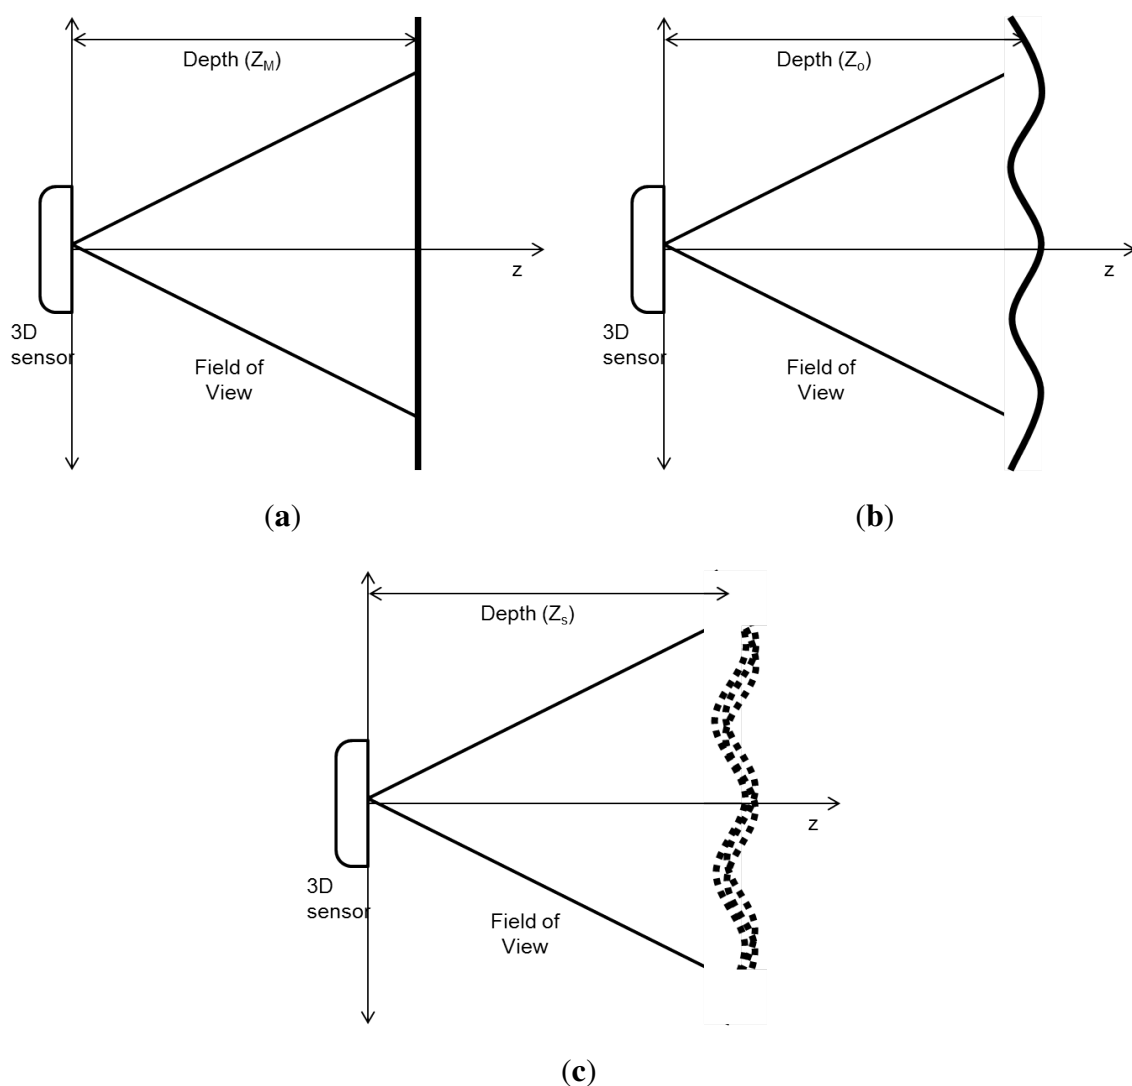 Depth (Z_M)
z
3D
sensor
Field of
View
(a)
Depth (Z_o)
z
3D
sensor
Field of
View
(b)
Depth (Z_s)
z
3D
sensor
Field of
View
(c)